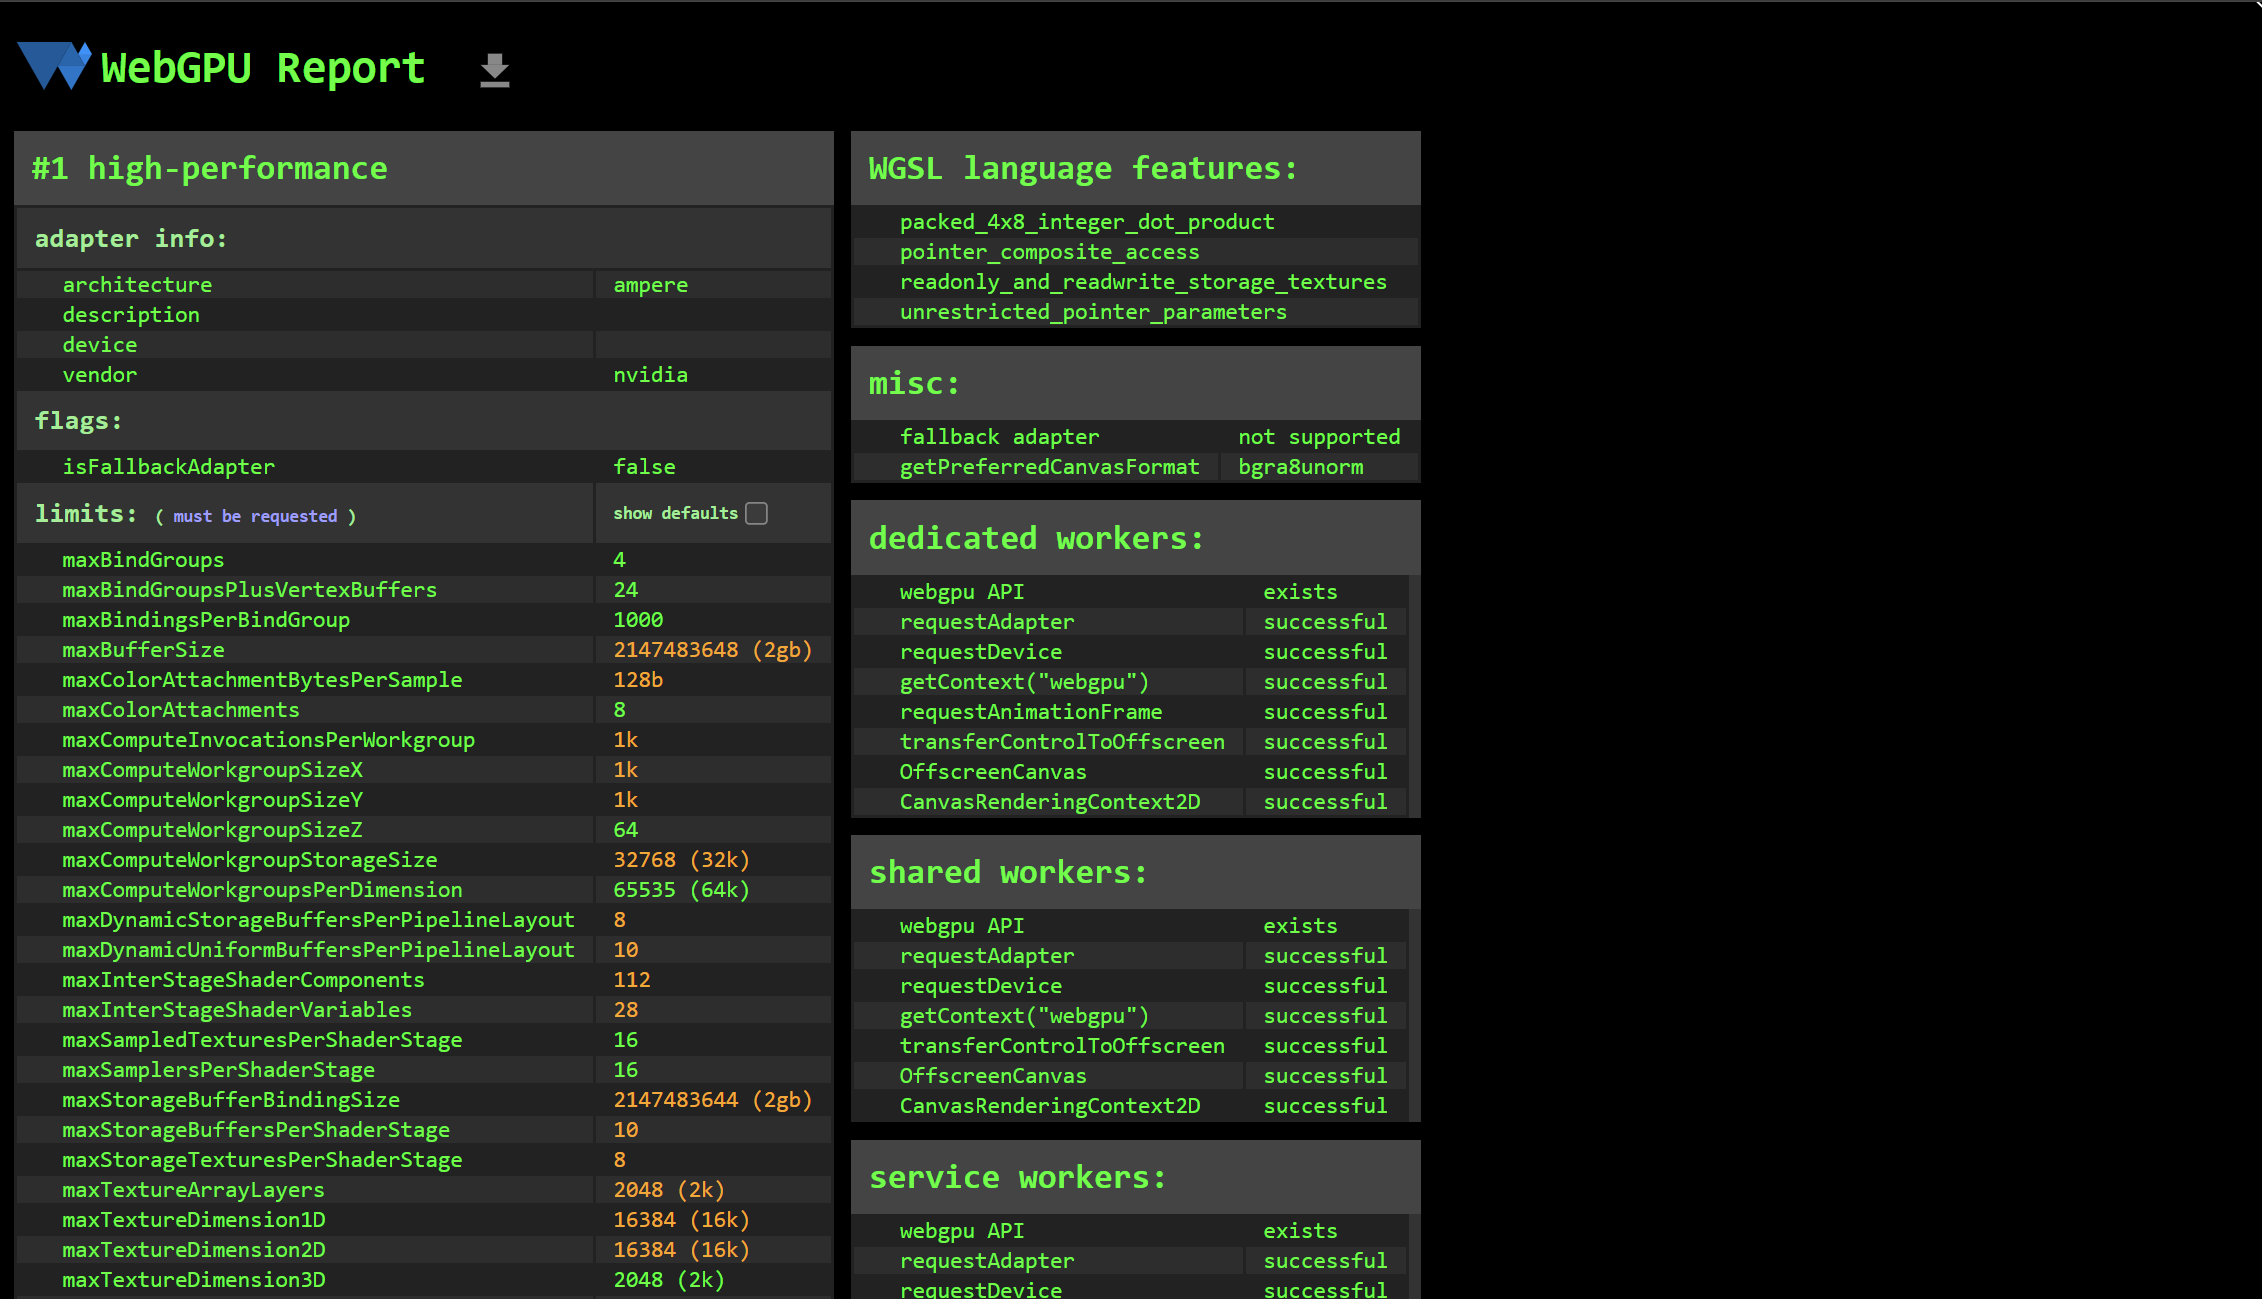 WebGPU Report
#1 high-performance
adapter info:
architecture ampere
description
device
vendor nvidia
flags:
isFallbackAdapter false
limits: ( must be requested ) show defaults
maxBindGroups 4
maxBindGroupsPlusVertexBuffers 24
maxBindingsPerBindGroup 1000
maxBufferSize 2147483648 (2gb)
maxColorAttachmentBytesPerSample 128b
maxColorAttachments 8
maxComputeInvocationsPerWorkgroup 1k
maxComputeWorkgroupSizeX 1k
maxComputeWorkgroupSizeY 1k
maxComputeWorkgroupSizeZ 64
maxComputeWorkgroupStorageSize 32768 (32k)
maxComputeWorkgroupsPerDimension 65535 (64k)
maxDynamicStorageBuffersPerPipelineLayout 8
maxDynamicUniformBuffersPerPipelineLayout 10
maxInterStageShaderComponents 112
maxInterStageShaderVariables 28
maxSampledTexturesPerShaderStage 16
maxSamplersPerShaderStage 16
maxStorageBufferBindingSize 2147483644 (2gb)
maxStorageBuffersPerShaderStage 10
maxStorageTexturesPerShaderStage 8
maxTextureArrayLayers 2048 (2k)
maxTextureDimension1D 16384 (16k)
maxTextureDimension2D 16384 (16k)
maxTextureDimension3D 2048 (2k)
WGSL language features:
packed_4x8_integer_dot_product
pointer_composite_access
readonly_and_readwrite_storage_textures
unrestricted_pointer_parameters
misc:
fallback adapter not supported
getPreferredCanvasFormat bgra8unorm
dedicated workers:
webgpu API exists
requestAdapter successful
requestDevice successful
getContext("webgpu") successful
requestAnimationFrame successful
transferControlToOffscreen successful
OffscreenCanvas successful
CanvasRenderingContext2D successful
shared workers:
webgpu API exists
requestAdapter successful
requestDevice successful
getContext("webgpu") successful
transferControlToOffscreen successful
OffscreenCanvas successful
CanvasRenderingContext2D successful
service workers:
webgpu API exists
requestAdapter successful
requestDevice successful